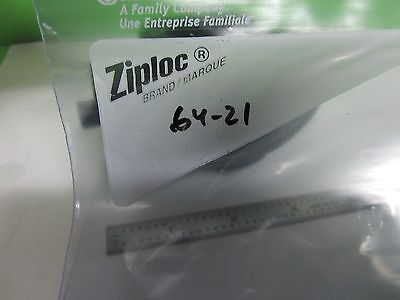 A Family Company
Une Entreprise Familiale
Ziploc®
BRAND / MARQUE
64-21